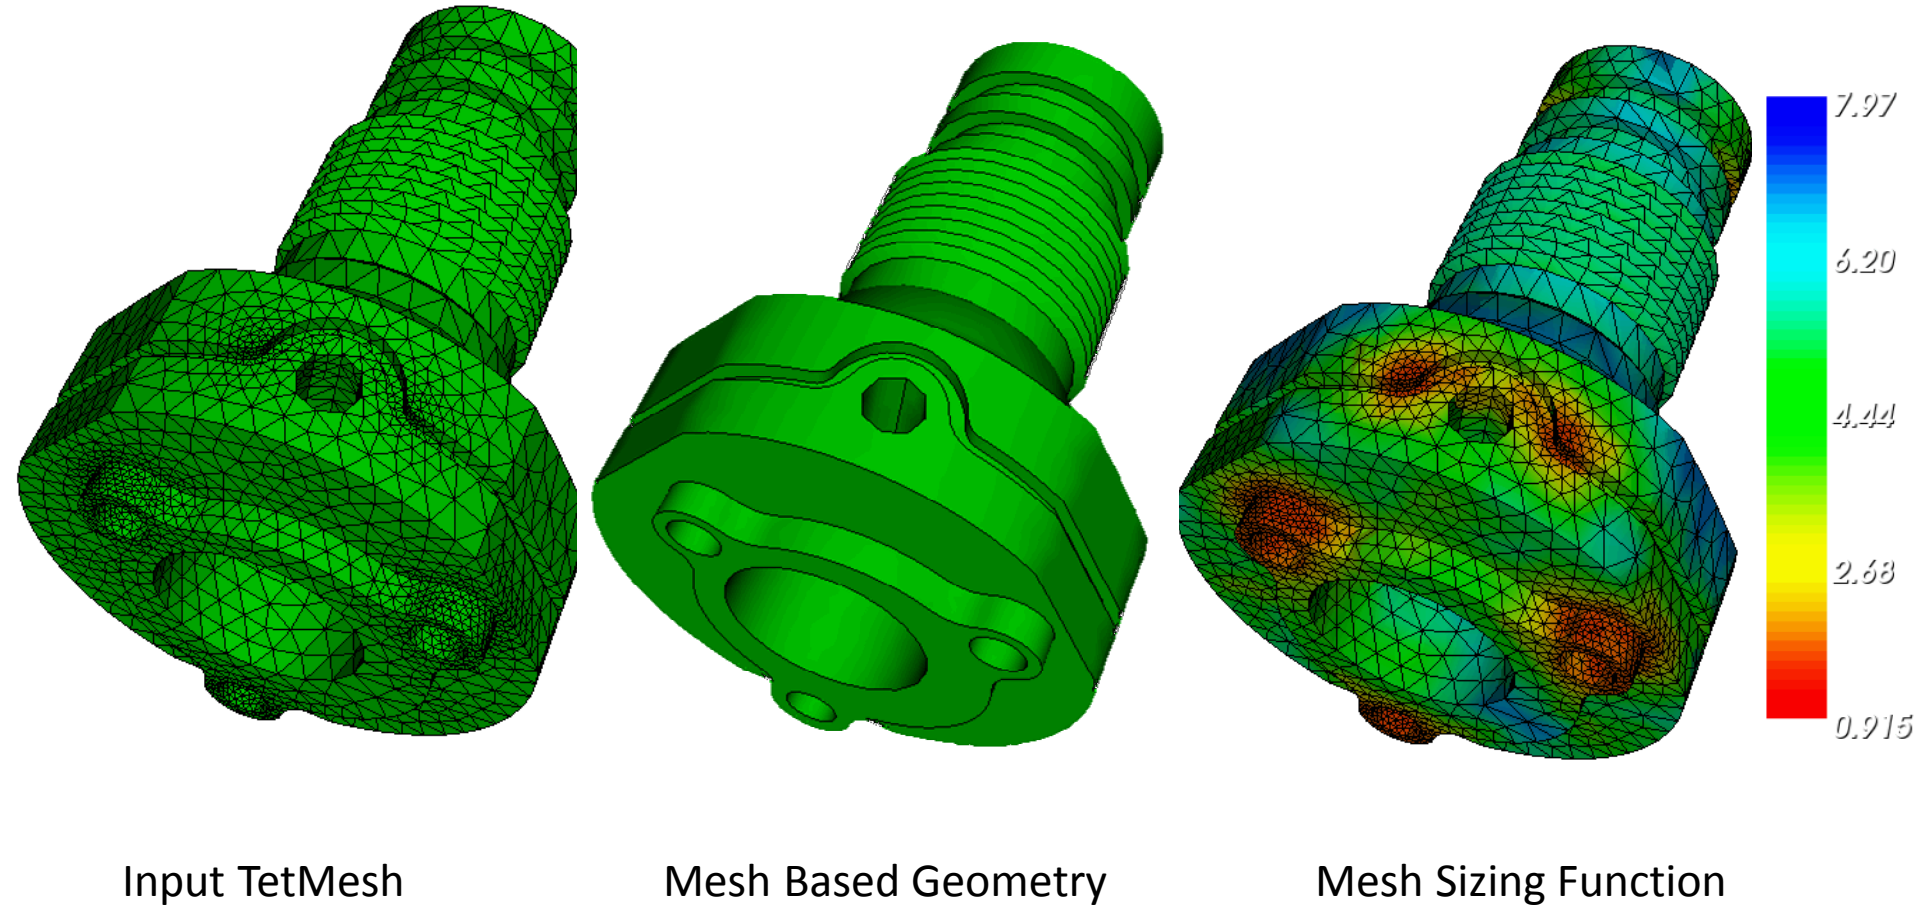 7.97
6.20
4.44
2.68
0.915
Input TetMesh
Mesh Based Geometry
Mesh Sizing Function